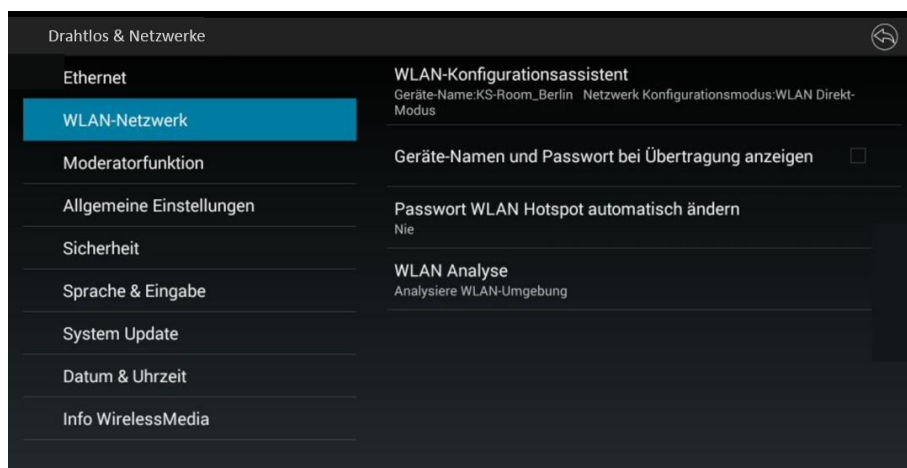 Drahtlos & Netzwerke
Ethernet
WLAN-Netzwerk
Moderatorfunktion
Allgemeine Einstellungen
Sicherheit
Sprache & Eingabe
System Update
Datum & Uhrzeit
Info WirelessMedia
WLAN-Konfigurationsassistent
Geräte-Name:KS-Room_Berlin Netzwerk Konfigurationsmodus:WLAN Direkt-
Modus
Geräte-Namen und Passwort bei Übertragung anzeigen
Passwort WLAN Hotspot automatisch ändern
Nie
WLAN Analyse
Analysiere WLAN-Umgebung